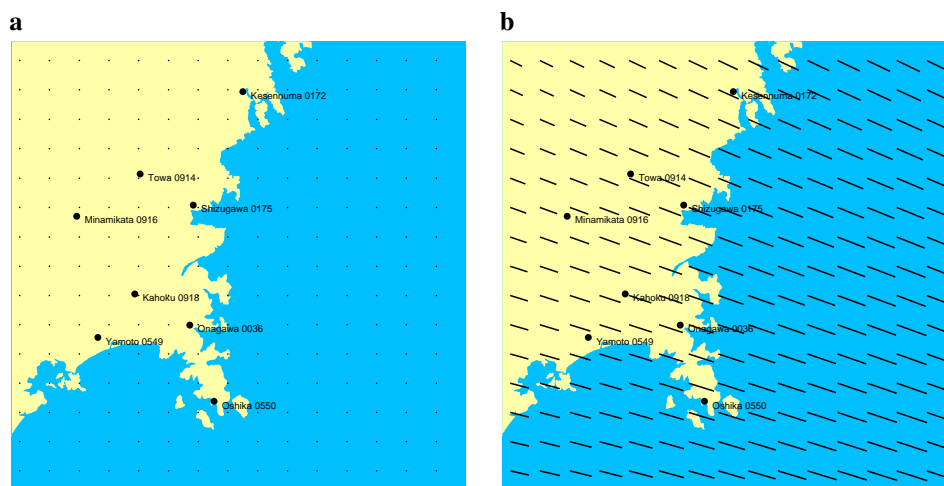 a
Kesennuma 0172
Towa 0914
Shizugawa 0175
Minamikata 0916
Kahoku 0918
Onagawa 0036
Yamoto 0549
Oshika 0550
b
Kesennuma 0172
Towa 0914
Shizugawa 0175
Minamikata 0916
Kahoku 0918
Onagawa 0036
Yamoto 0549
Oshika 0550